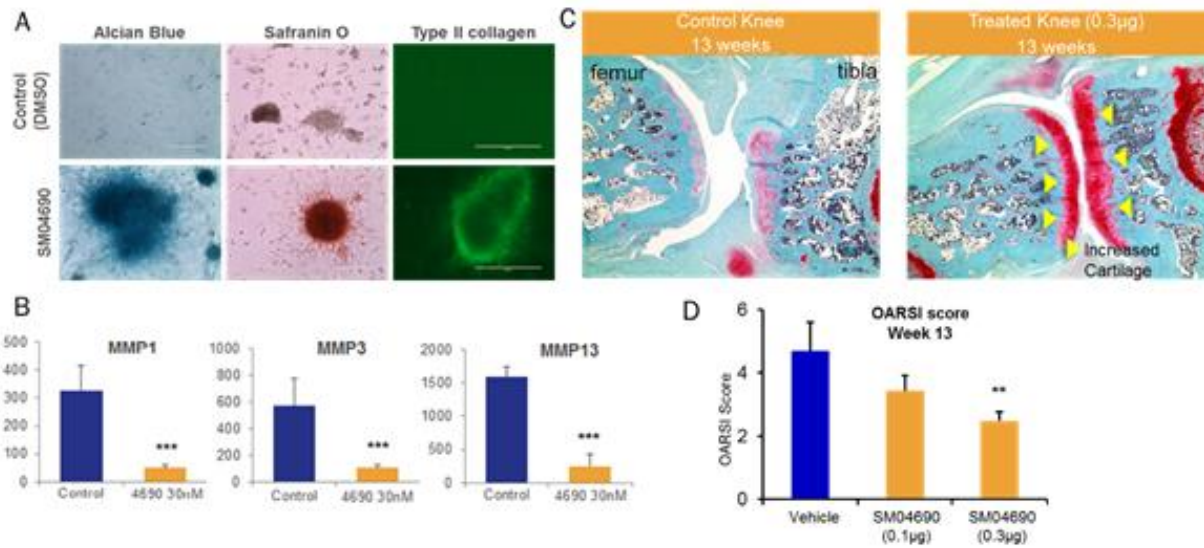 A
Alcian Blue Safranin O Type II collagen
Control
(DMSO)
SM04690
B
MMP1
500
400
300
200
100
0
Control 4690 30nM
***
MMP3
1000
800
600
400
200
0
Control 4690 30nM
***
MMP13
2000
1500
1000
500
0
Control 4690 30nM
***
C
Control Knee
13 weeks
femur tibia
Treated Knee (0.3µg)
13 weeks
Increased
Cartilage
D
OARSI score
Week 13
OARSI Score
6
4
2
0
**
Vehicle SM04690 SM04690
(0.1µg) (0.3µg)